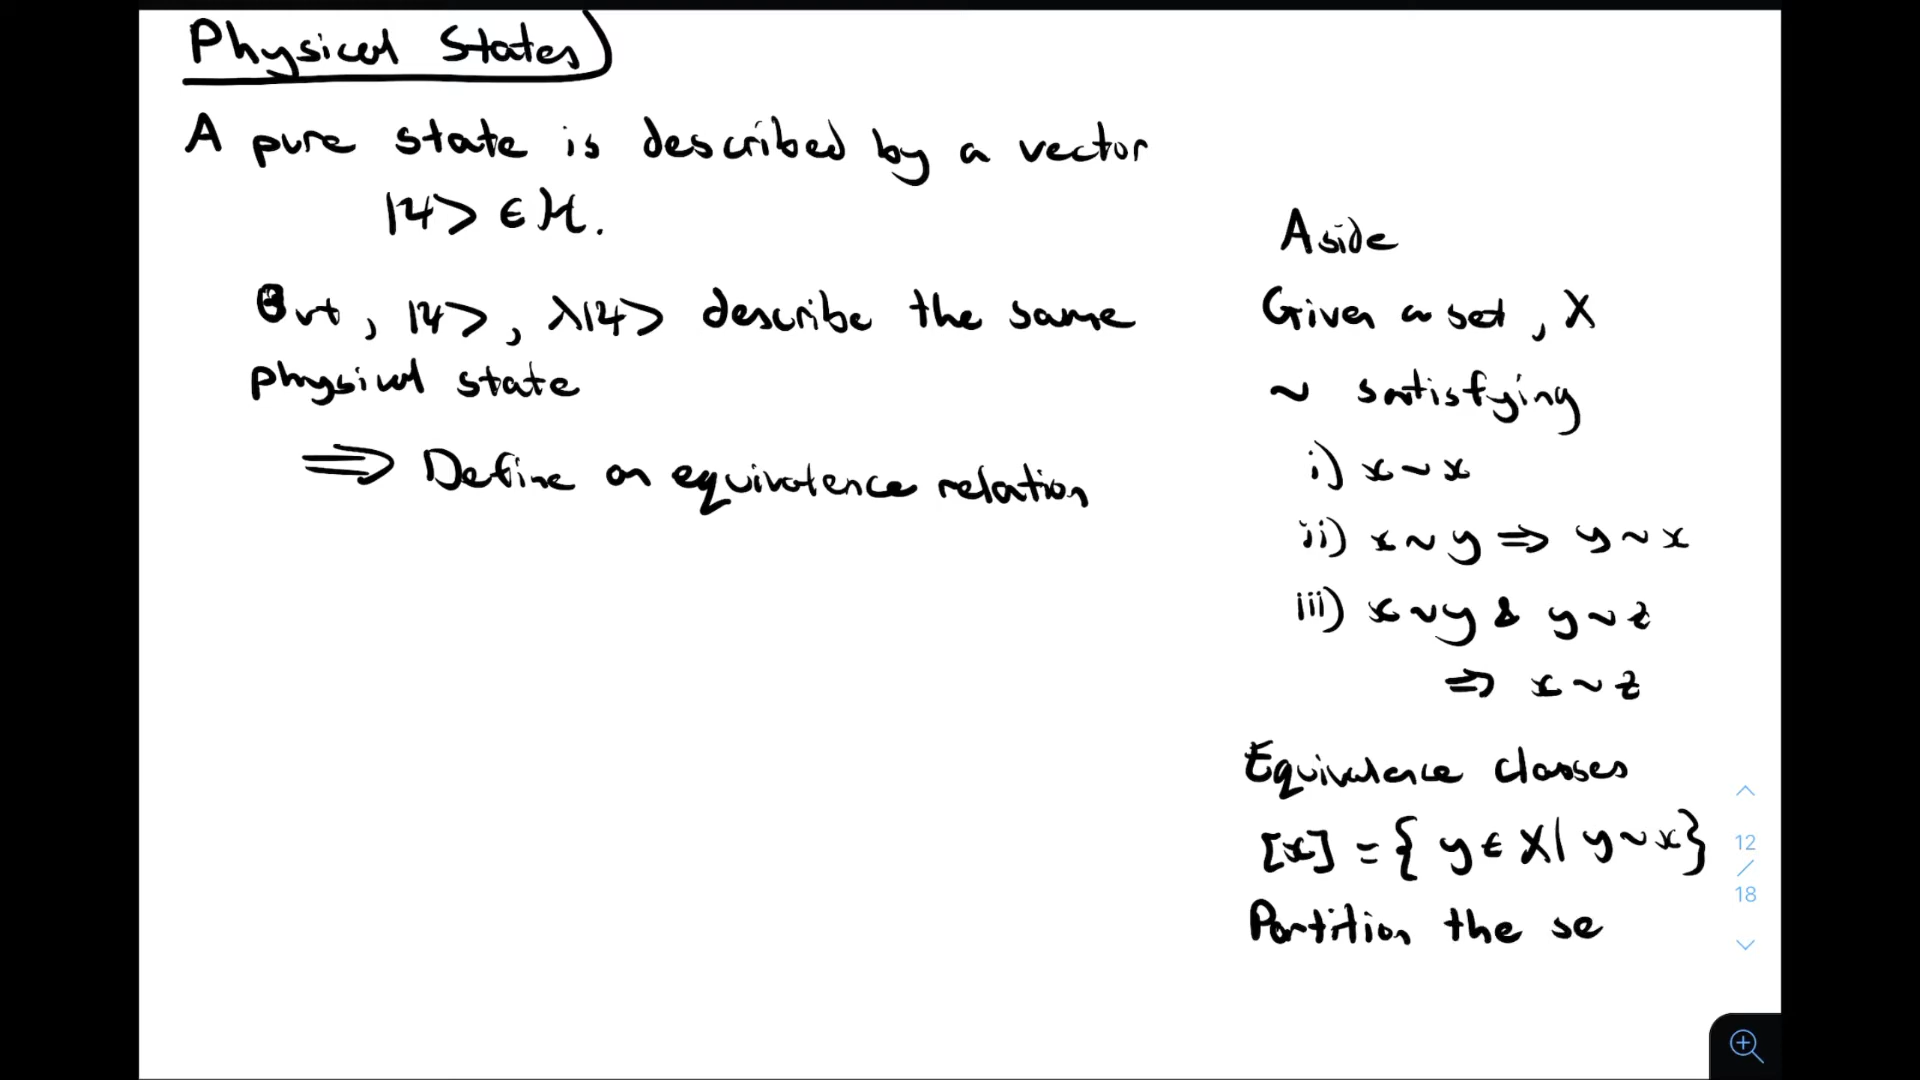 Physical States
A pure state is described by a vector
|ψ> ∈ H.
But, |ψ>, λ|ψ> describe the same
physical state
⇒ Define an equivalence relation
Aside
Given a set, X
~ satisfying
i) x ~ x
ii) x ~ y ⇒ y ~ x
iii) x ~ y & y ~ z
⇒ x ~ z
Equivalence classes
[x] = { y ∈ X | y ~ x }
Partition the se
12
/
18